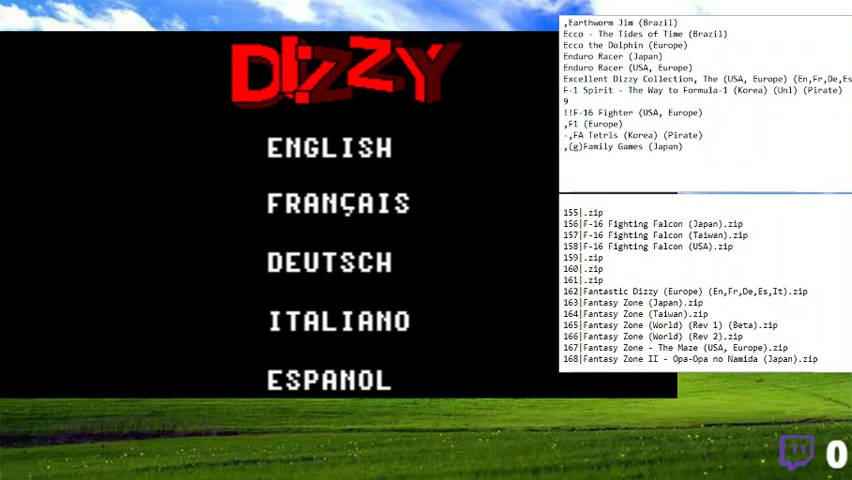 DIZZY
ENGLISH
FRANÇAIS
DEUTSCH
ITALIANO
ESPANOL
,Earthworm Jim (Brazil)
Ecco - The Tides of Time (Brazil)
Ecco the Dolphin (Europe)
Enduro Racer (Japan)
Enduro Racer (USA, Europe)
Excellent Dizzy Collection, The (USA, Europe) (En,Fr,De,Es
F-1 Spirit - The Way to Formula-1 (Korea) (Unl) (Pirate)
9
!!F-16 Fighter (USA, Europe)
,F1 (Europe)
-,FA Tetris (Korea) (Pirate)
,(g)Family Games (Japan)
155|.zip
156|F-16 Fighting Falcon (Japan).zip
157|F-16 Fighting Falcon (Taiwan).zip
158|F-16 Fighting Falcon (USA).zip
159|.zip
160|.zip
161|.zip
162|Fantastic Dizzy (Europe) (En,Fr,De,Es,It).zip
163|Fantasy Zone (Japan).zip
164|Fantasy Zone (Taiwan).zip
165|Fantasy Zone (World) (Rev 1) (Beta).zip
166|Fantasy Zone (World) (Rev 2).zip
167|Fantasy Zone - The Maze (USA, Europe).zip
168|Fantasy Zone II - Opa-Opa no Namida (Japan).zip
0